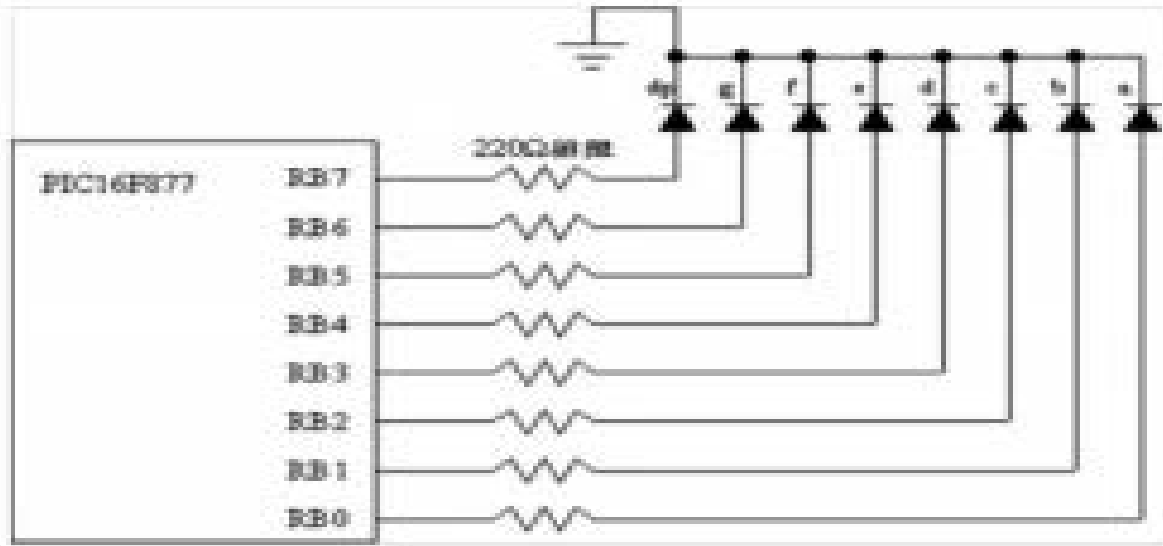 dp g f e d c b a
220Ω
PIC16F877
RB7
RB6
RB5
RB4
RB3
RB2
RB1
RB0